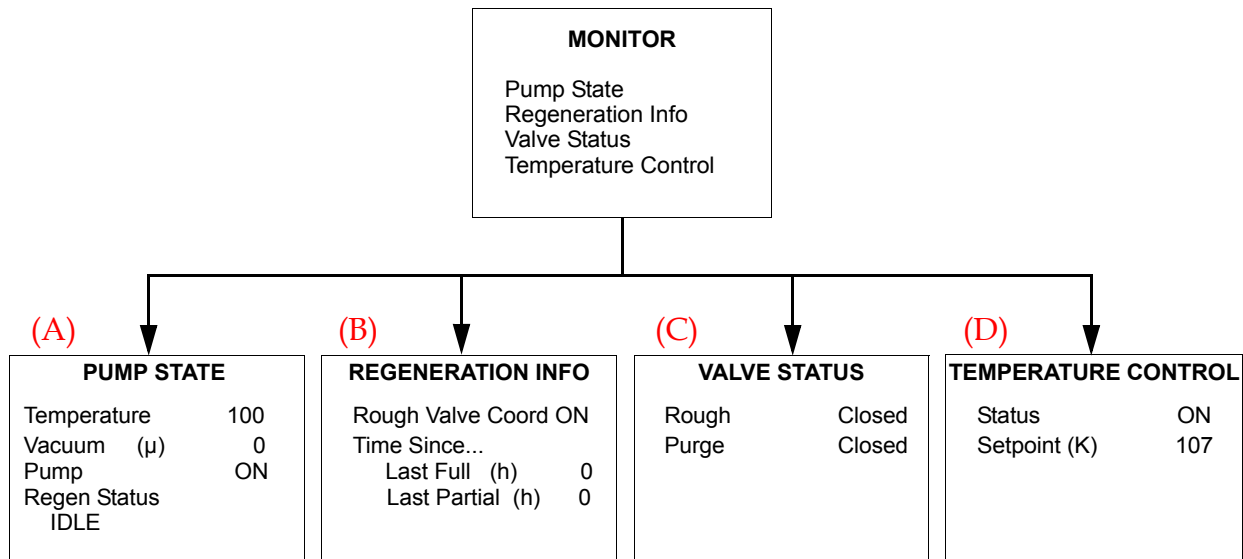 MONITOR
Pump State
Regeneration Info
Valve Status
Temperature Control
(A)
PUMP STATE
Temperature 100
Vacuum (µ) 0
Pump ON
Regen Status
IDLE
(B)
REGENERATION INFO
Rough Valve Coord ON
Time Since...
Last Full (h) 0
Last Partial (h) 0
(C)
VALVE STATUS
Rough Closed
Purge Closed
(D)
TEMPERATURE CONTROL
Status ON
Setpoint (K) 107